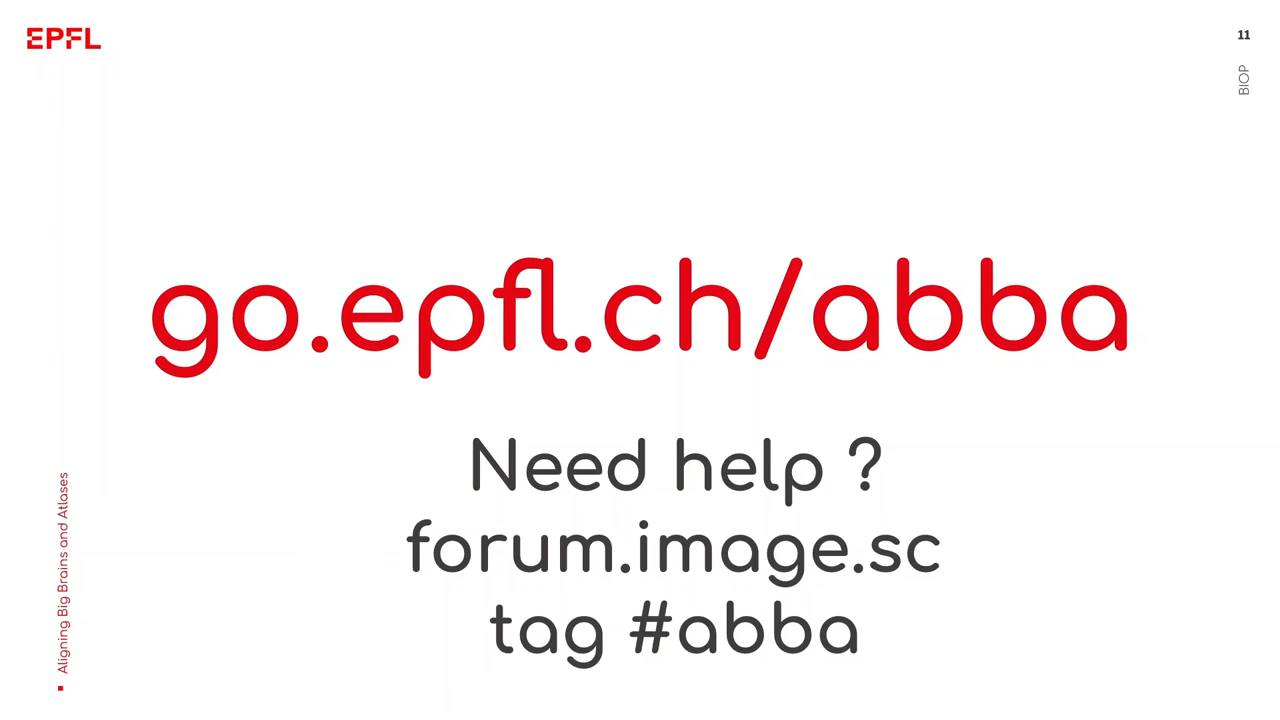 EPFL
11
BIOP
go.epfl.ch/abba
Need help ?
forum.image.sc
tag #abba
Aligning Big Brains and Atlases